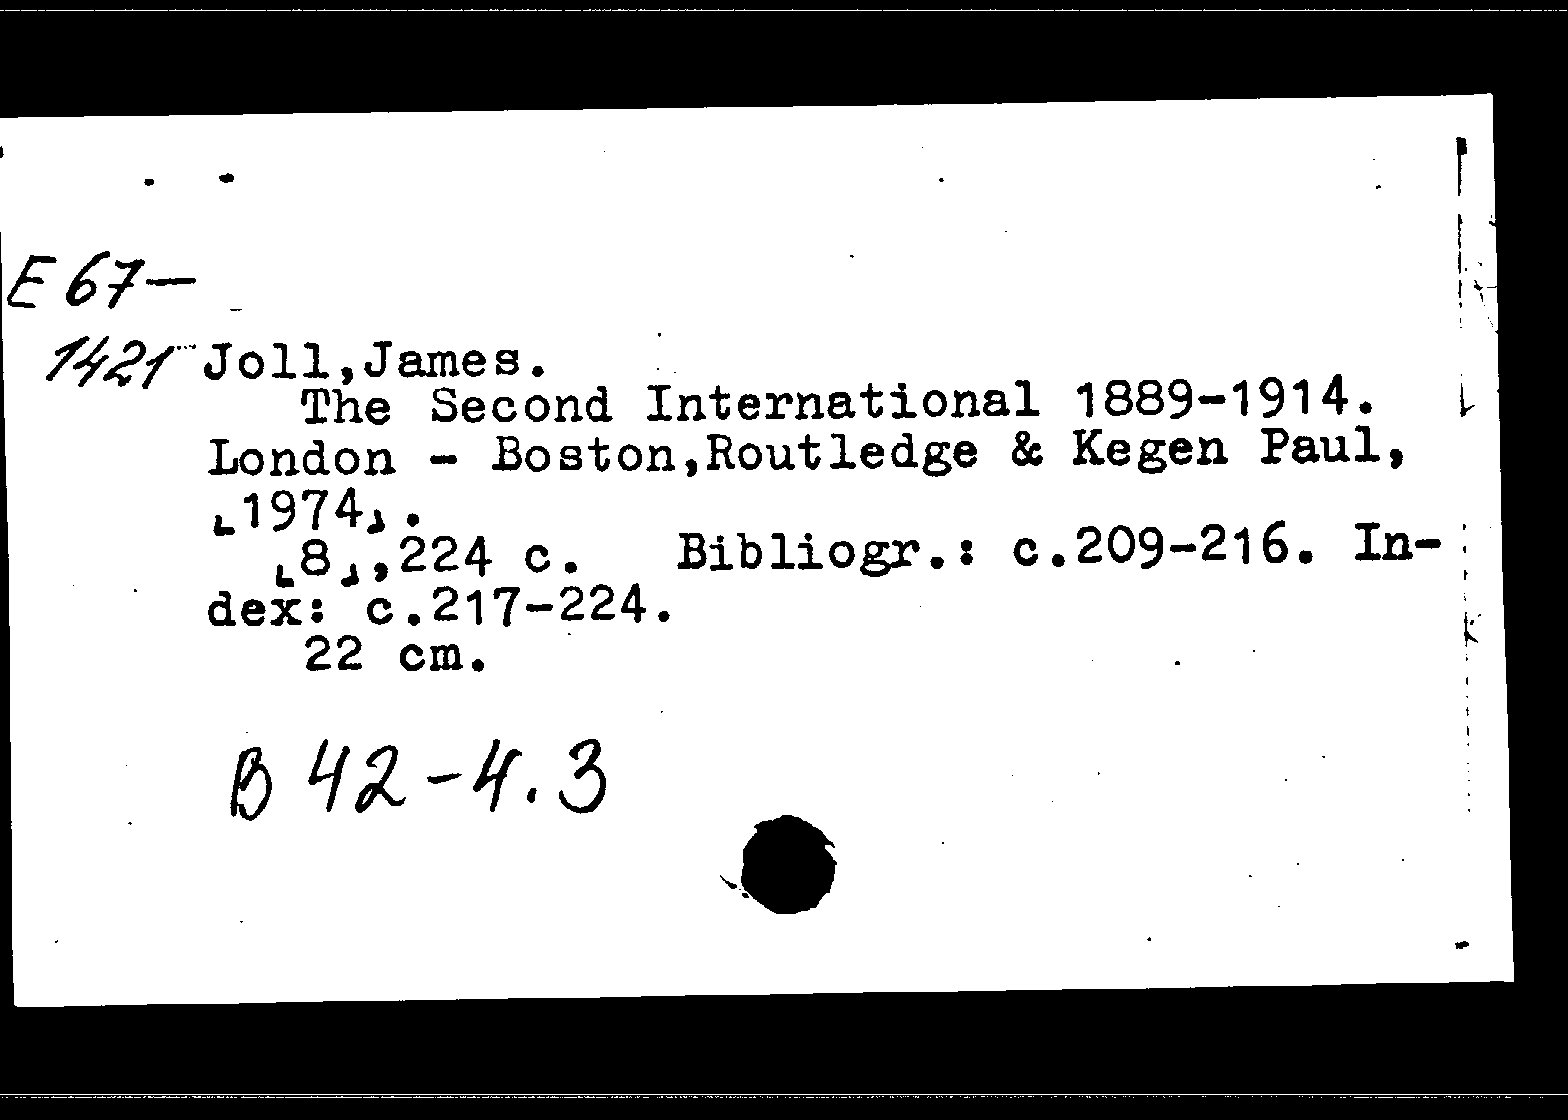 E 67—
1421 Joll,James.
The Second International 1889-1914.
London - Boston,Routledge & Kegen Paul,
⌞1974⌟.
⌞8⌟,224 c. Bibliogr.: c.209-216. In-
dex: c.217-224.
22 cm.
B 42-4.3